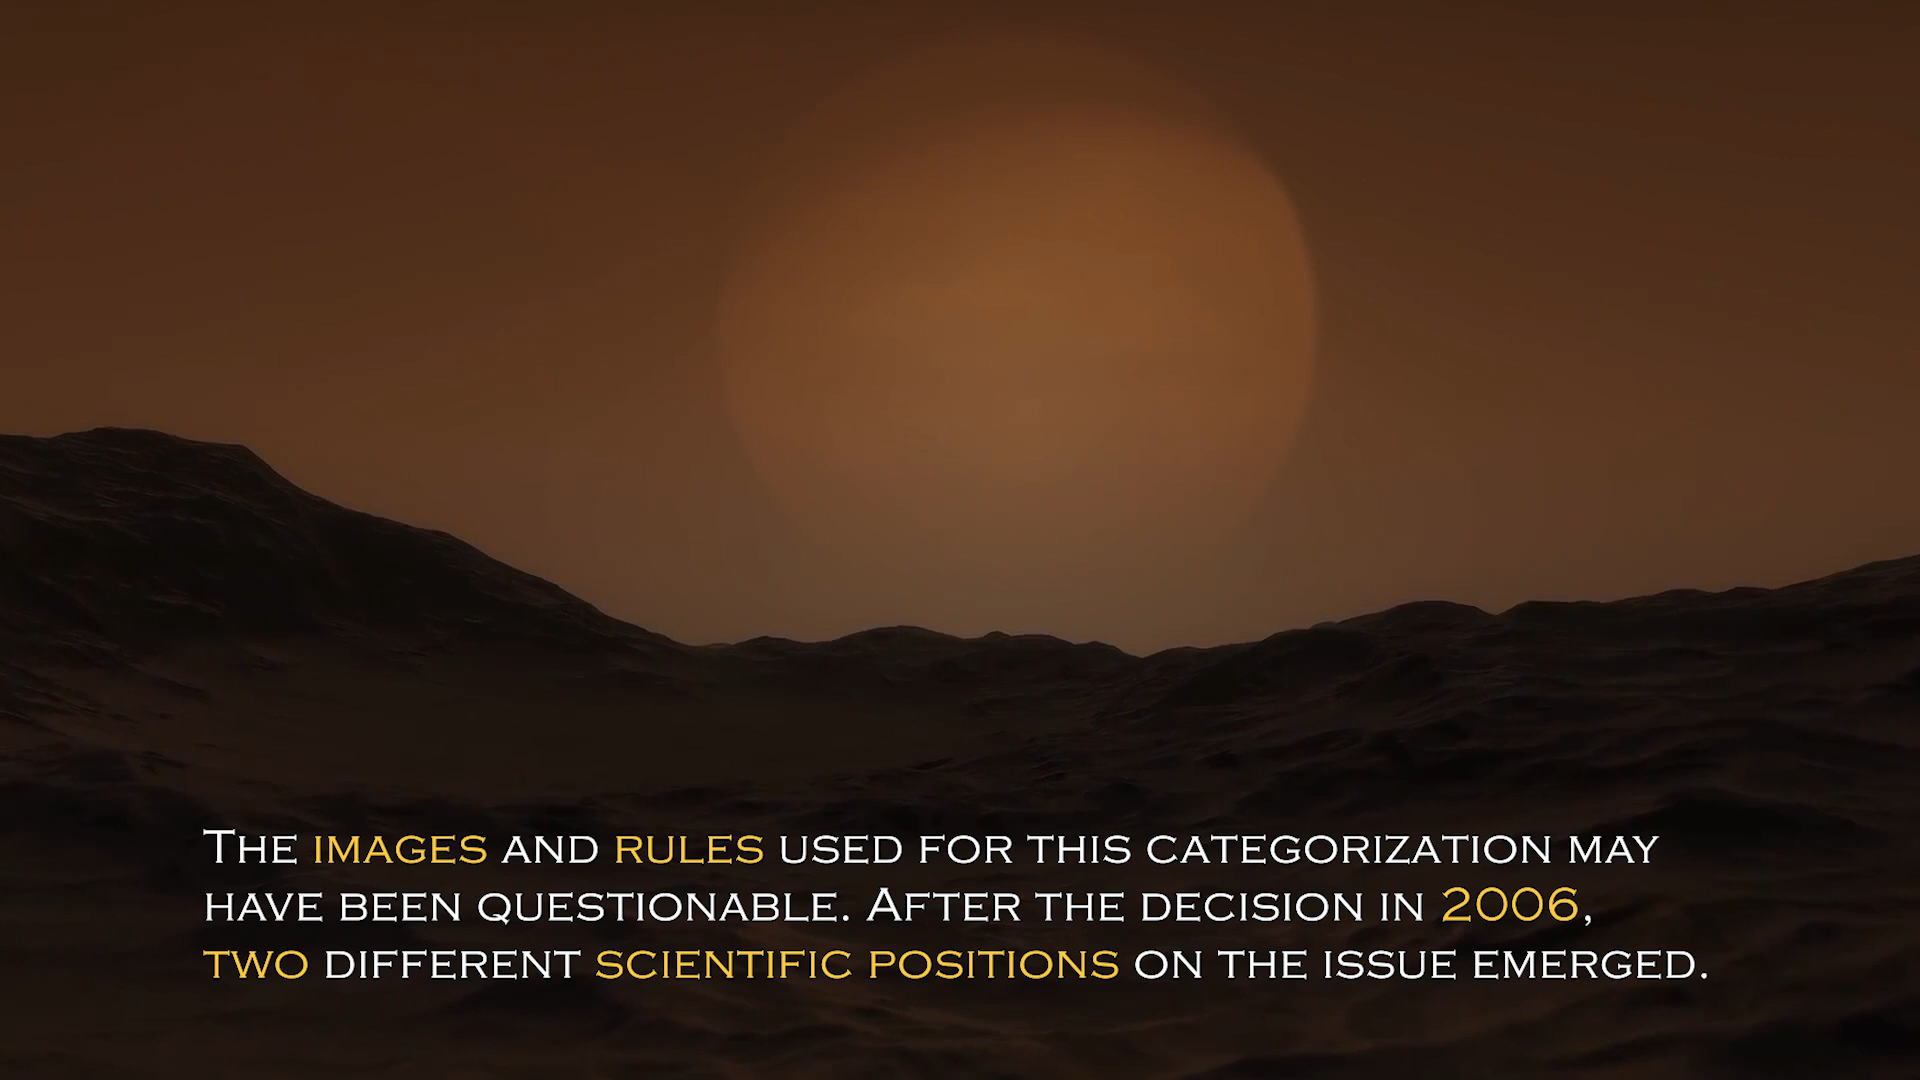 The images and rules used for this categorization may
have been questionable. After the decision in 2006,
two different scientific positions on the issue emerged.